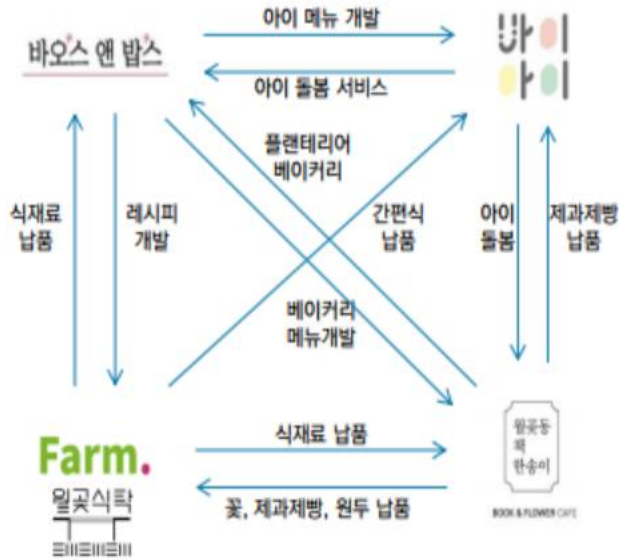 아이 메뉴 개발
바오스 앤 밥스
바이
아이
아이 돌봄 서비스
플랜테리어
베이커리
식재료
납품
레시피
개발
간편식
납품
아이
돌봄
제과제빵
납품
베이커리
메뉴개발
Farm.
월곶식탁
식재료 납품
꽃, 제과제빵, 원두 납품
월곶동
책
한송이
BOOK & FLOWER CAFE